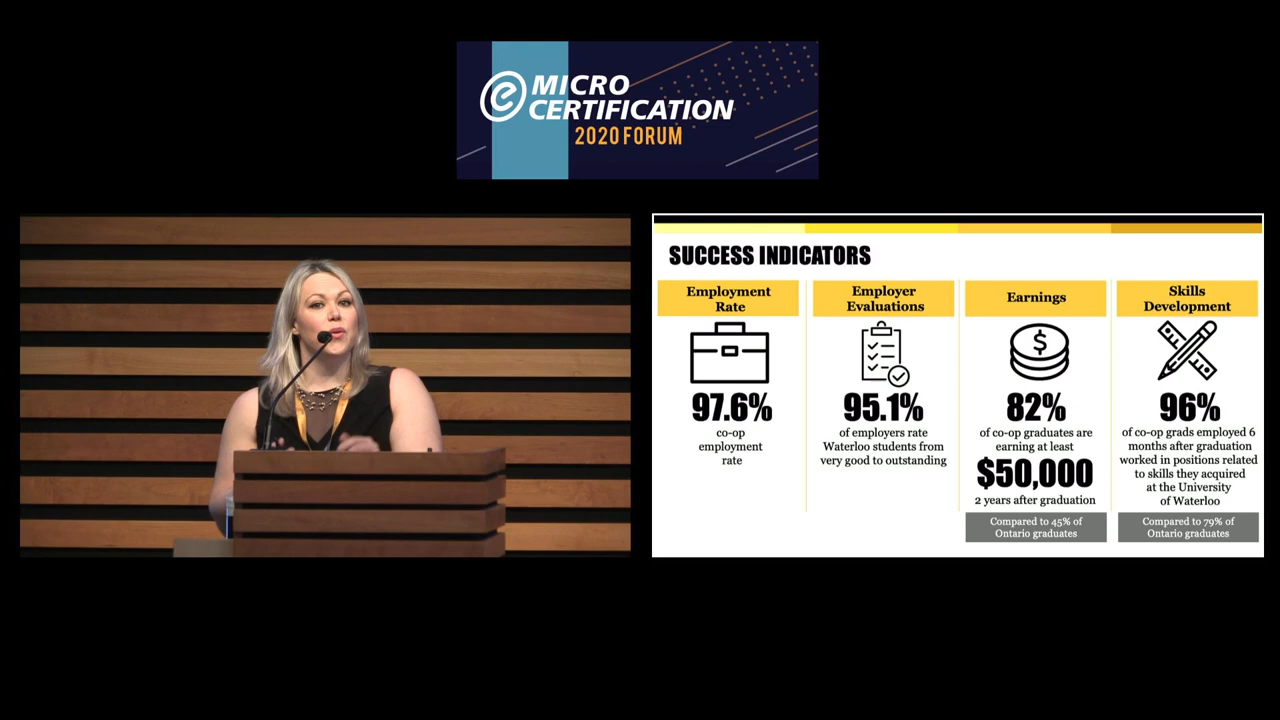 e MICRO
CERTIFICATION
2020 FORUM
SUCCESS INDICATORS
Employment
Rate
97.6%
co-op
employment
rate
Employer
Evaluations
95.1%
of employers rate
Waterloo students from
very good to outstanding
Earnings
$
82%
of co-op graduates are
earning at least
$50,000
2 years after graduation
Compared to 45% of
Ontario graduates
Skills
Development
96%
of co-op grads employed 6
months after graduation
worked in positions related
to skills they acquired
at the University
of Waterloo
Compared to 79% of
Ontario graduates